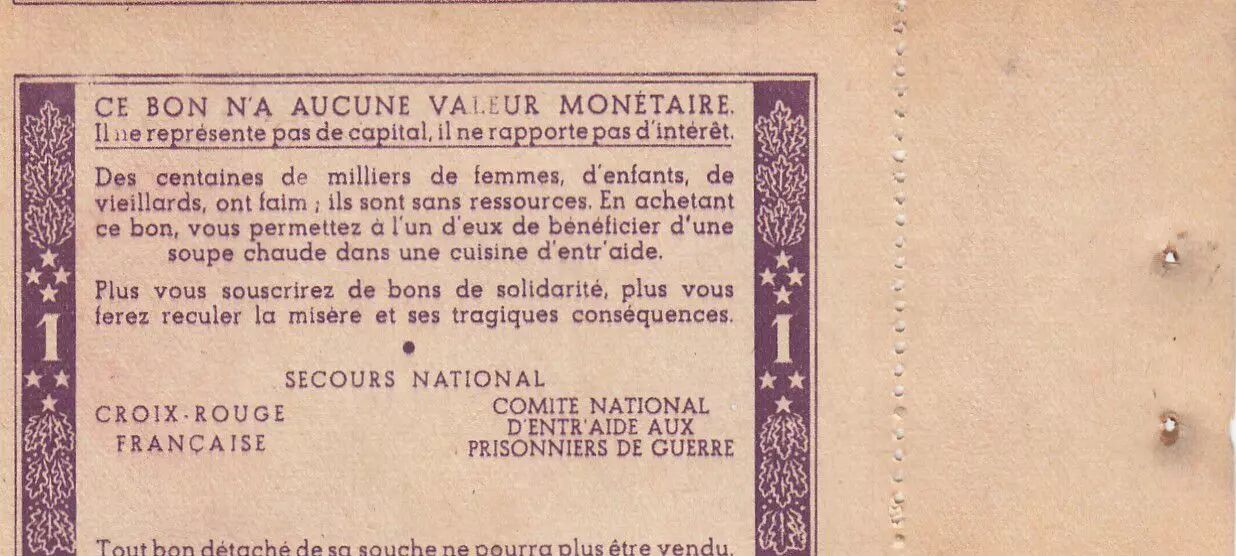 CE BON N'A AUCUNE VALEUR MONÉTAIRE.
Il ne représente pas de capital, il ne rapporte pas d'intérêt.
Des centaines de milliers de femmes, d'enfants, de
vieillards, ont faim ; ils sont sans ressources. En achetant
ce bon, vous permettez à l'un d'eux de bénéficier d'une
soupe chaude dans une cuisine d'entr'aide.
Plus vous souscrirez de bons de solidarité, plus vous
ferez reculer la misère et ses tragiques conséquences.
1
1
SECOURS NATIONAL
CROIX-ROUGE
FRANÇAISE
COMITÉ NATIONAL
D'ENTR'AIDE AUX
PRISONNIERS DE GUERRE
Tout bon détaché de sa souche ne pourra plus être vendu.